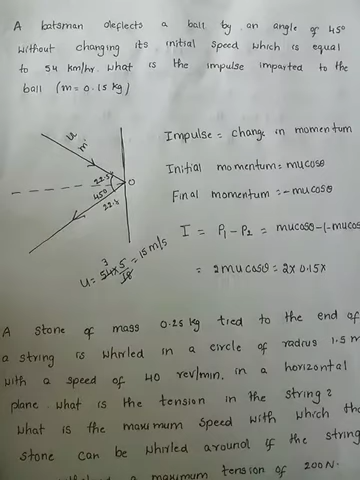 A batsman deflects a ball by an angle of 45°
without changing its initial speed which is equal
to 54 km/hr. what is the impulse imparted to the
ball (m = 0.15 kg)
u
m
Impulse = change in momentum
22.5°
45°
22.5
O
Initial momentum = mucosθ
Final momentum = -mucosθ
I = P1 - P2 = mucosθ - (-mucosθ
u = 54 x 5/18 = 15 m/s
3
= 2mucosθ = 2 x 0.15 x
A stone of mass 0.25 kg tied to the end of
a string is whirled in a circle of radius 1.5 m
with a speed of 40 rev/min. in a horizontal
plane. what is the tension in the string?
what is the maximum speed with which the
stone can be whirled around if the string
maximum tension of 200N.